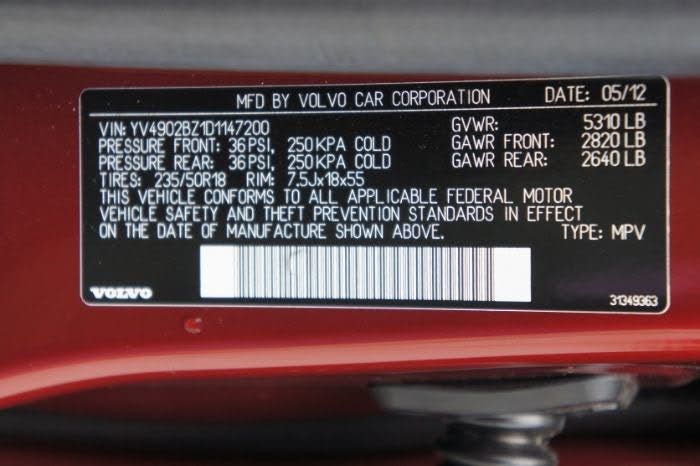 MFD BY VOLVO CAR CORPORATION DATE: 05/12
VIN: YV4902BZ1D1147200 GVWR: 5310 LB
PRESSURE FRONT: 36 PSI, 250 KPA COLD GAWR FRONT: 2820 LB
PRESSURE REAR: 36 PSI, 250 KPA COLD GAWR REAR: 2640 LB
TIRES: 235/50R18 RIM: 7.5Jx18x55
THIS VEHICLE CONFORMS TO ALL APPLICABLE FEDERAL MOTOR
VEHICLE SAFETY AND THEFT PREVENTION STANDARDS IN EFFECT
ON THE DATE OF MANUFACTURE SHOWN ABOVE. TYPE: MPV
VOLVO 31349363